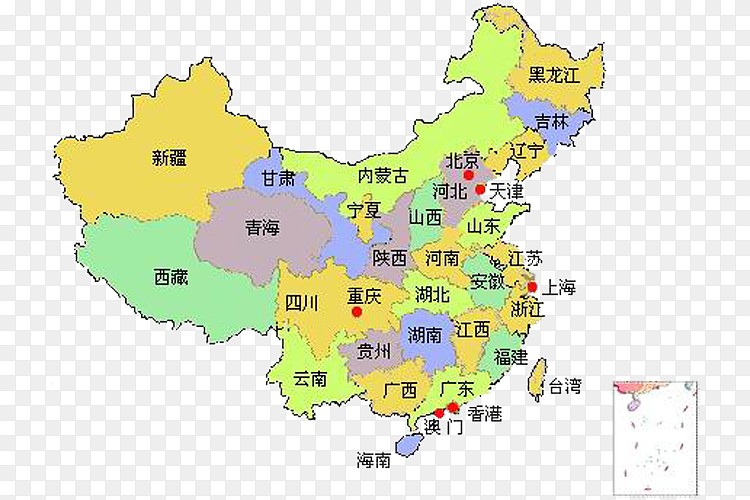 黑龙江
吉林
辽宁
新疆
北京
内蒙古
甘肃
河北
天津
宁夏
山西
青海
山东
陕西
河南
江苏
西藏
安徽
上海
四川
重庆
湖北
浙江
湖南
江西
贵州
福建
云南
广西
广东
台湾
香港
澳门
海南